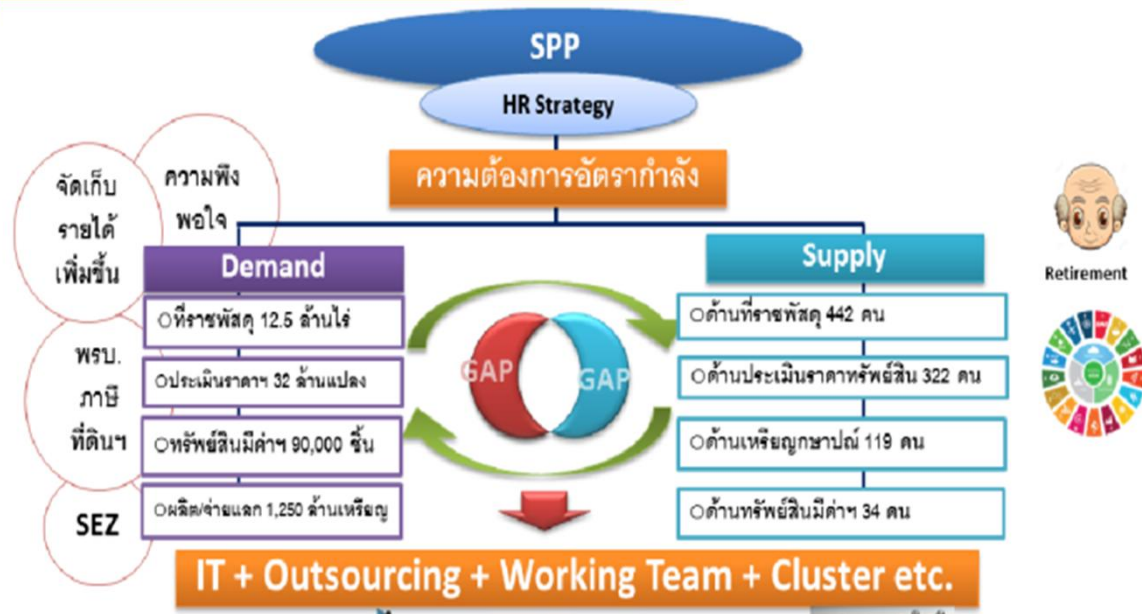 SPP
HR Strategy
ความต้องการอัตรากำลัง
จัดเก็บ
รายได้
เพิ่มขึ้น
ความพึง
พอใจ
พรบ.
ภาษี
ที่ดินฯ
SEZ
Demand
○ที่ราชพัสดุ 12.5 ล้านไร่
○ประเมินราคาฯ 32 ล้านแปลง
○ทรัพย์สินมีค่าฯ 90,000 ชิ้น
○ผลิต/จ่ายแลก 1,250 ล้านเหรียญ
GAP
GAP
Supply
○ด้านที่ราชพัสดุ 442 คน
○ด้านประเมินราคาทรัพย์สิน 322 คน
○ด้านเหรียญกษาปณ์ 119 คน
○ด้านทรัพย์สินมีค่าฯ 34 คน
Retirement
IT + Outsourcing + Working Team + Cluster etc.